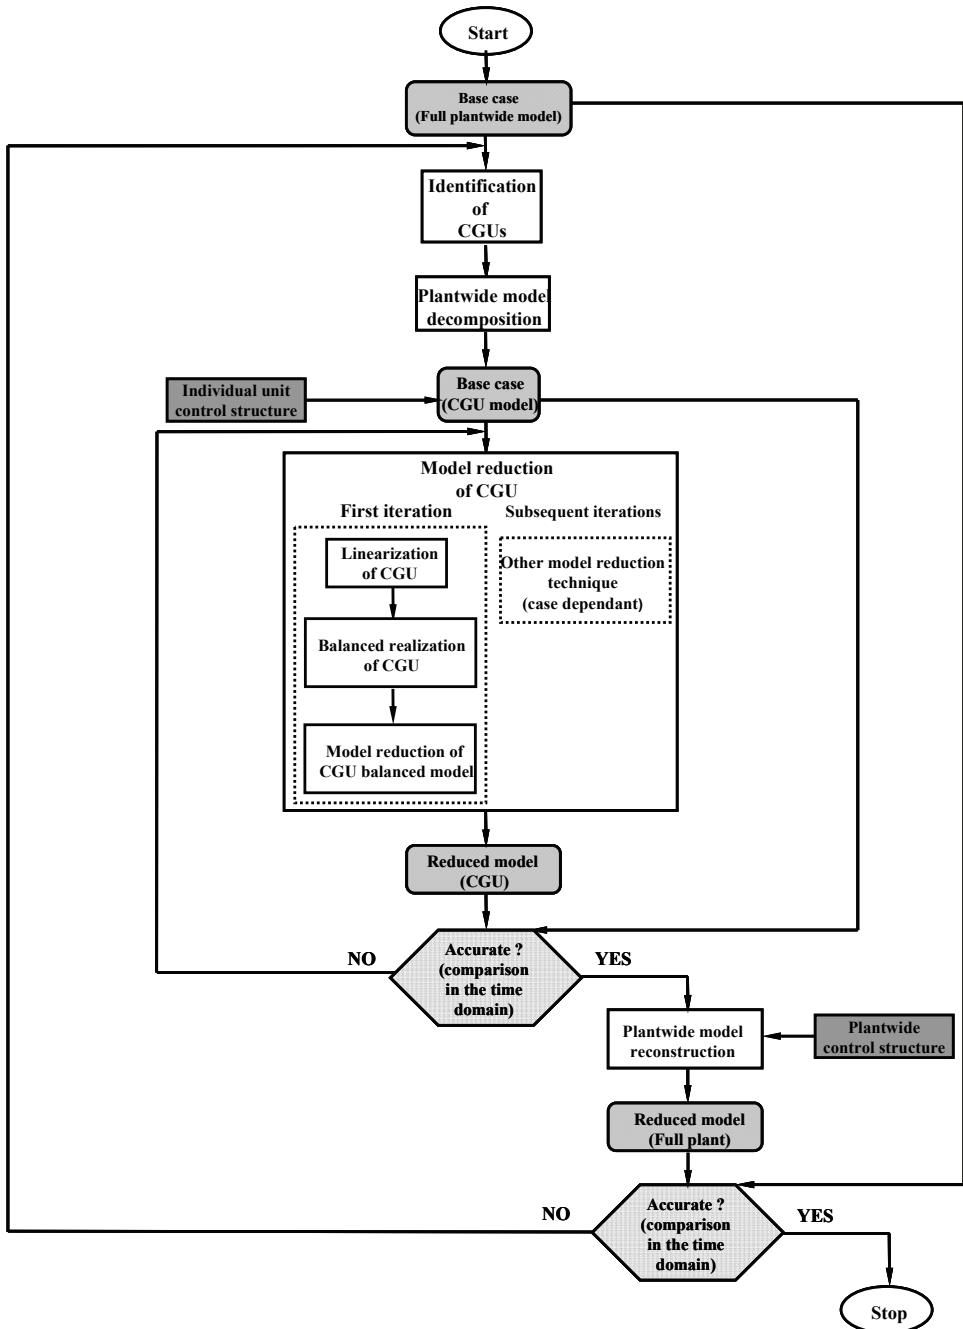 Start
Base case
(Full plantwide model)
Identification
of
CGUs
Plantwide model
decomposition
Individual unit
control structure
Base case
(CGU model)
Model reduction
of CGU
First iteration
Subsequent iterations
Linearization
of CGU
Other model reduction
technique
(case dependant)
Balanced realization
of CGU
Model reduction of
CGU balanced model
Reduced model
(CGU)
NO
Accurate ?
(comparison
in the time
domain)
YES
Plantwide model
reconstruction
Plantwide
control structure
Reduced model
(Full plant)
NO
Accurate ?
(comparison
in the time
domain)
YES
Stop